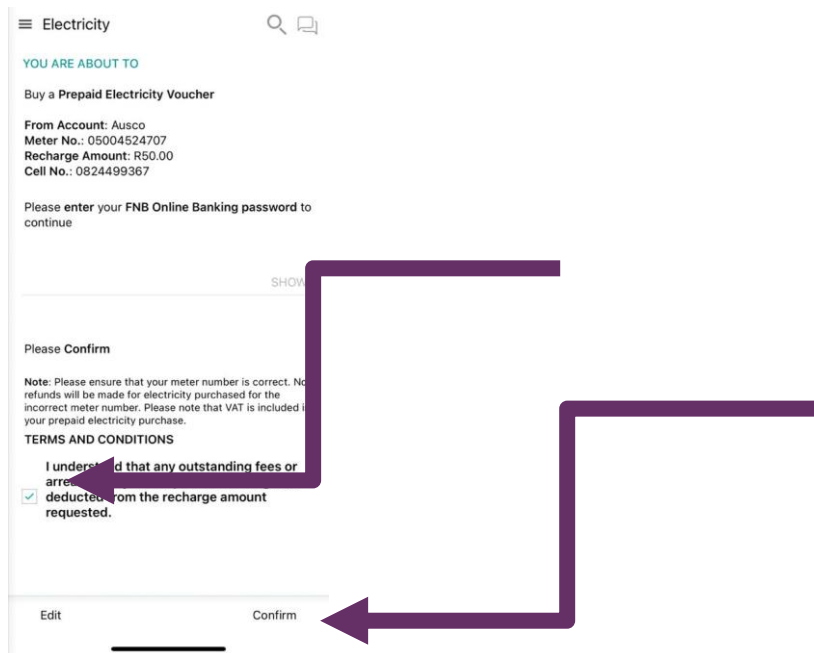 Electricity
YOU ARE ABOUT TO
Buy a Prepaid Electricity Voucher
From Account: Ausco
Meter No.: 05004524707
Recharge Amount: R50.00
Cell No.: 0824499367
Please enter your FNB Online Banking password to
continue
SHOW
Please Confirm
Note: Please ensure that your meter number is correct. No
refunds will be made for electricity purchased for the
incorrect meter number. Please note that VAT is included
your prepaid electricity purchase.
TERMS AND CONDITIONS
I understand that any outstanding fees or
deducted from the recharge amount
requested.
Edit
Confirm